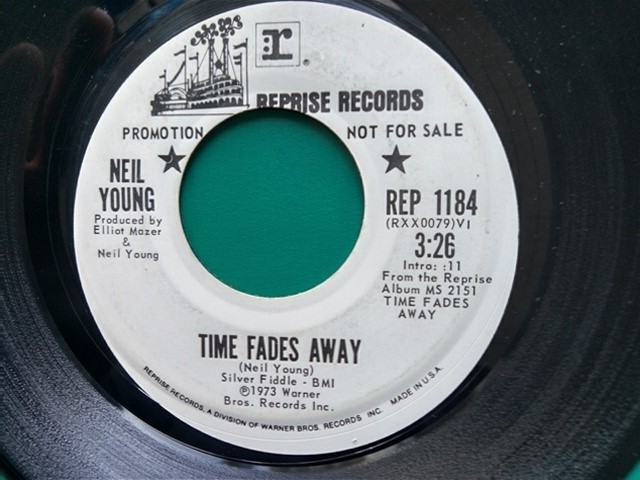 r
®
REPRISE RECORDS
PROMOTION
NOT FOR SALE
NEIL
YOUNG
Produced by
Elliot Mazer
&
Neil Young
REP 1184
(RXX0079)V1
3:26
Intro: :11
From the Reprise
Album MS 2151
TIME FADES
AWAY
TIME FADES AWAY
(Neil Young)
Silver Fiddle - BMI
℗1973 Warner
Bros. Records Inc.
REPRISE RECORDS, A DIVISION OF WARNER BROS. RECORDS INC. MADE IN U.S.A.